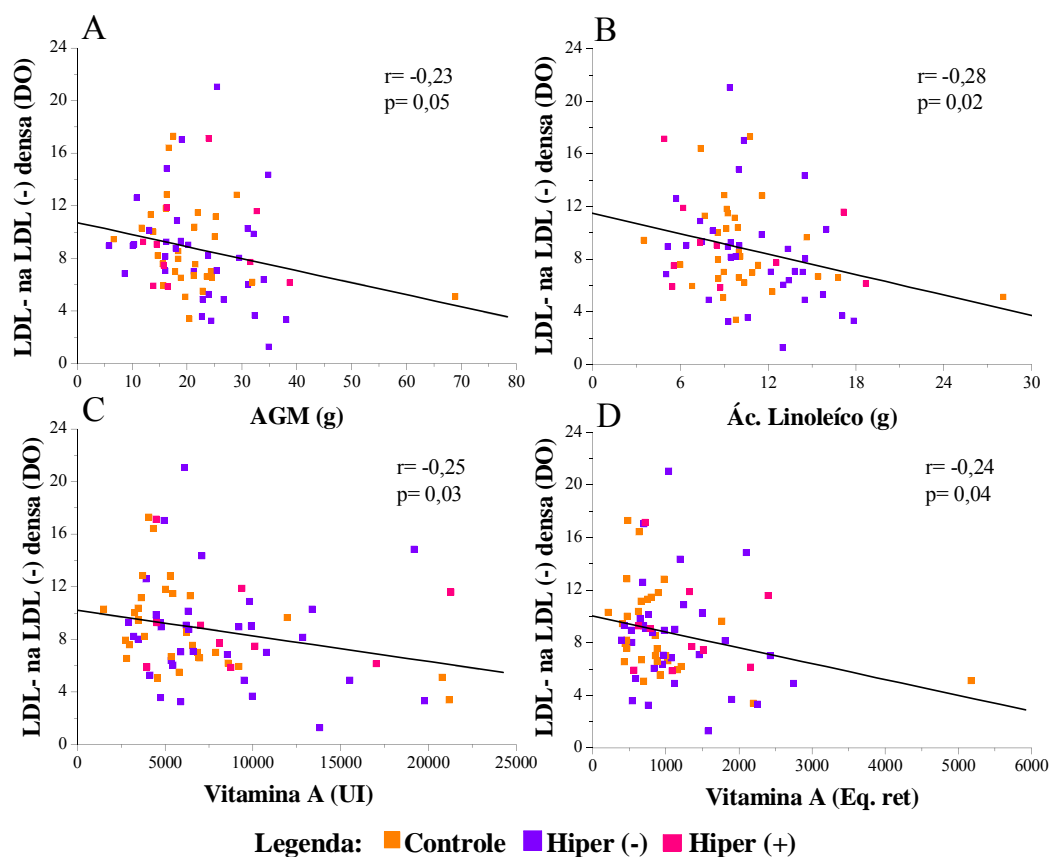 A
r= -0,23
p= 0,05
LDL- na LDL (-) densa (DO)
24
20
16
12
8
4
0
0 10 20 30 40 50 60 70 80
AGM (g)
B
r= -0,28
p= 0,02
LDL- na LDL (-) densa (DO)
24
20
16
12
8
4
0
0 6 12 18 24 30
Ác. Linoleíco (g)
C
r= -0,25
p= 0,03
LDL- na LDL (-) densa (DO)
24
20
16
12
8
4
0
0 5000 10000 15000 20000 25000
Vitamina A (UI)
D
r= -0,24
p= 0,04
LDL- na LDL (-) densa (DO)
24
20
16
12
8
4
0
0 1000 2000 3000 4000 5000 6000
Vitamina A (Eq. ret)
Legenda: Controle Hiper (-) Hiper (+)